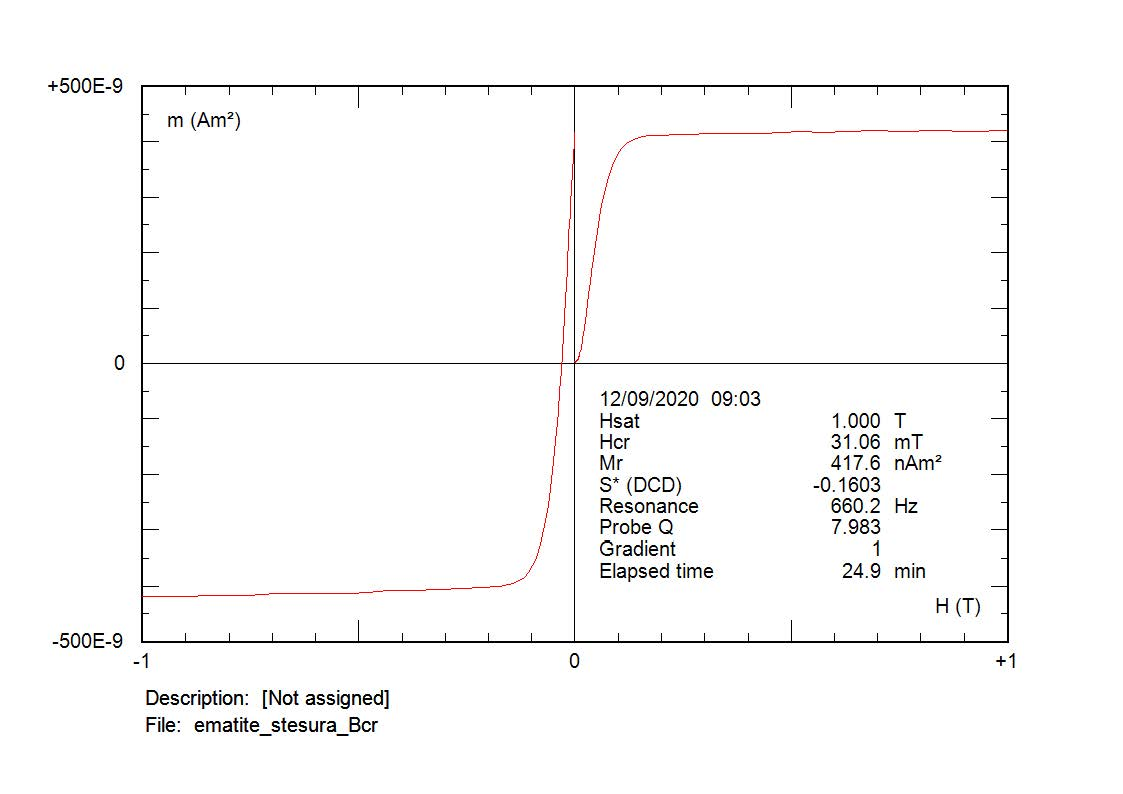 +500E-9
m (Am²)
0
12/09/2020 09:03
Hsat 1.000 T
Hcr 31.06 mT
Mr 417.6 nAm²
S* (DCD) -0.1603
Resonance 660.2 Hz
Probe Q 7.983
Gradient 1
Elapsed time 24.9 min
H (T)
-500E-9
-1 0 +1
Description: [Not assigned]
File: ematite_stesura_Bcr